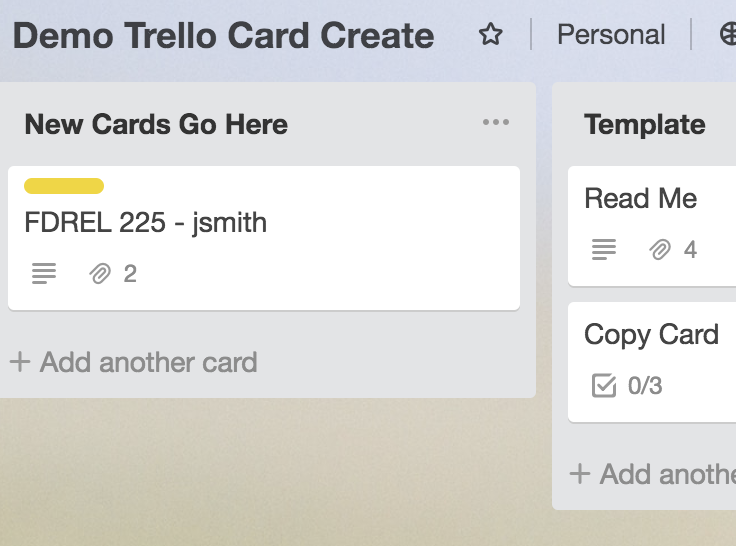 Demo Trello Card Create
Personal
New Cards Go Here
FDREL 225 - jsmith
2
+ Add another card
Template
Read Me
4
Copy Card
0/3
+ Add anothe